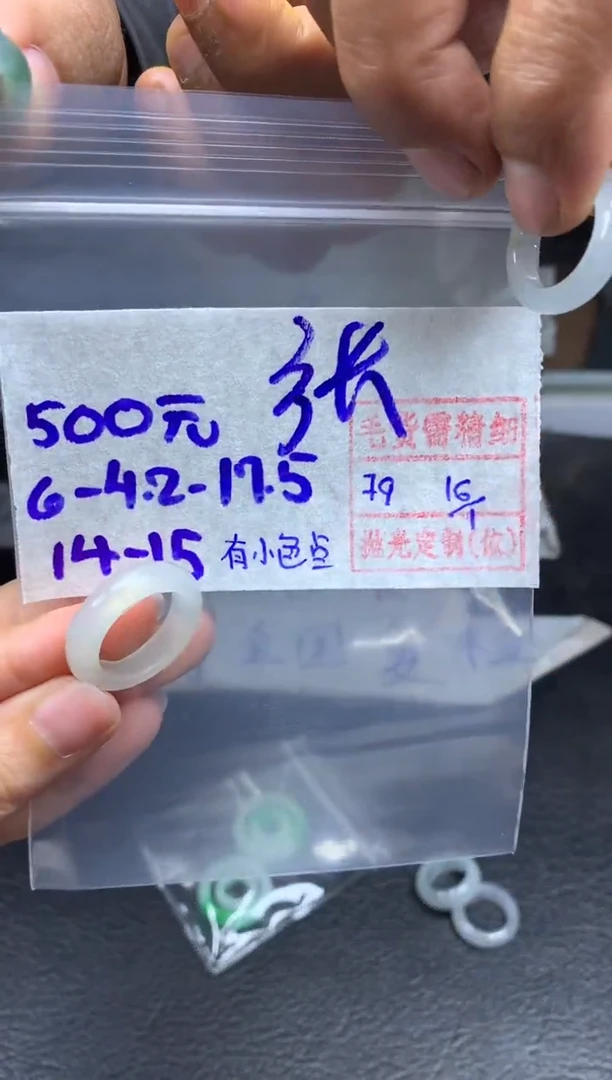 张
500元
6-4.2-17.5
14-15 有小色点
毛货需精细
79 16/1
抛光定制(依)